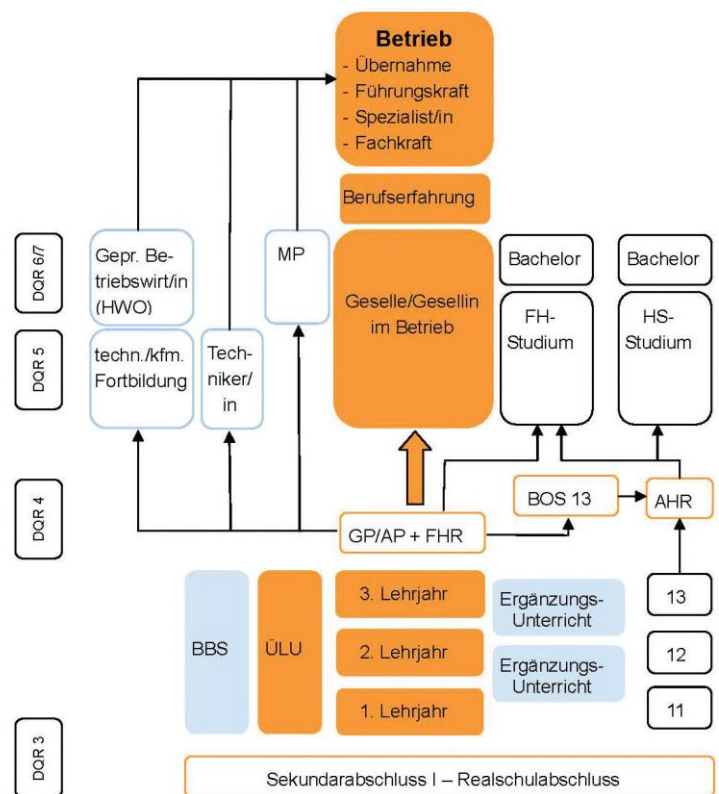 Betrieb
- Übernahme
- Führungskraft
- Spezialist/in
- Fachkraft
Berufserfahrung
DQR 6/7
Gepr. Be-
triebswirt/in
(HWO)
MP
Geselle/Gesellin
im Betrieb
Bachelor
Bachelor
DQR 5
techn./kfm.
Fortbildung
Tech-
niker/
in
FH-
Studium
HS-
Studium
DQR 4
GP/AP + FHR
BOS 13
AHR
BBS
ÜLU
3. Lehrjahr
Ergänzungs-
Unterricht
13
2. Lehrjahr
Ergänzungs-
Unterricht
12
1. Lehrjahr
11
DQR 3
Sekundarabschluss I – Realschulabschluss